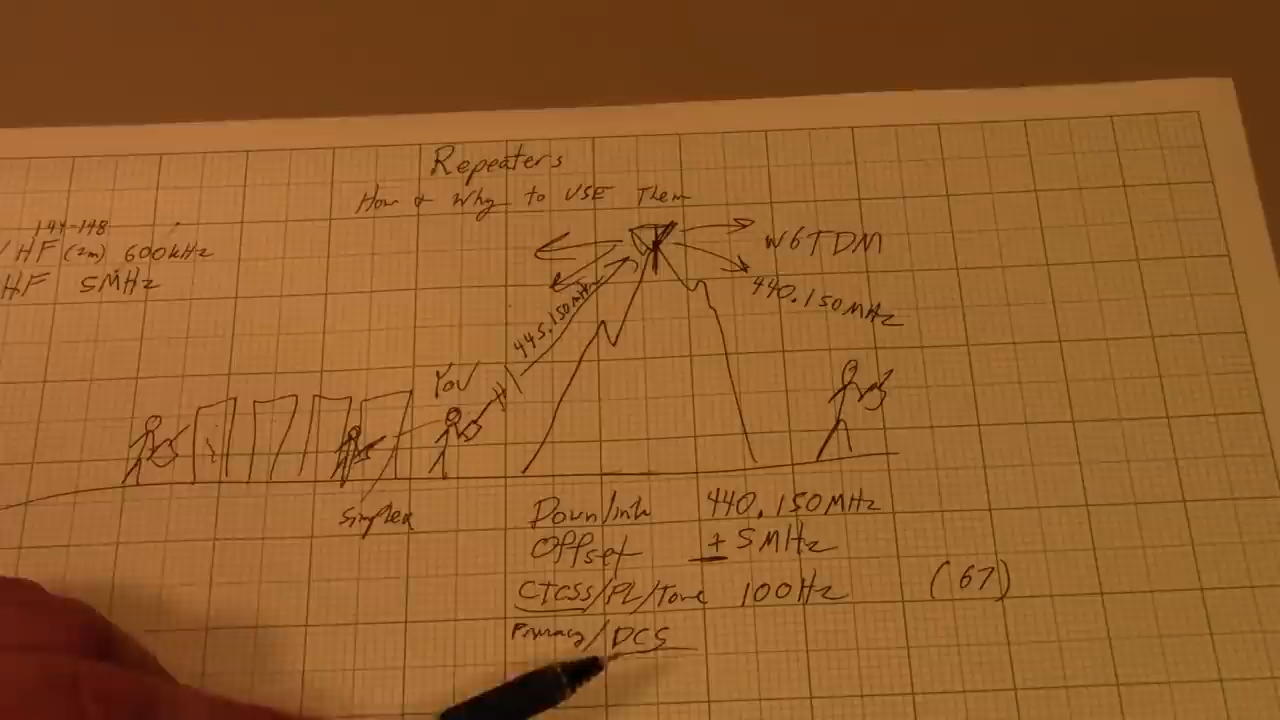 Repeaters
How & Why to USE Them
144-148
VHF (2m) 600kHz
HF 5MHz
W6TDM
440.150MHz
445.150MHz
You
Simplex
Downlink 440.150MHz
Offset + 5MHz
CTCSS/PL/Tone 100Hz (67)
Privacy/DCS